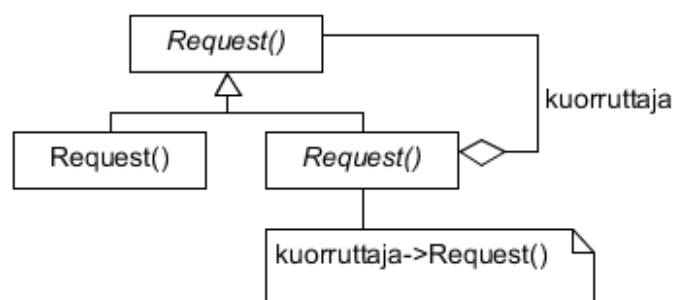 Request()
kuorruttaja
Request()
Request()
kuorruttaja->Request()